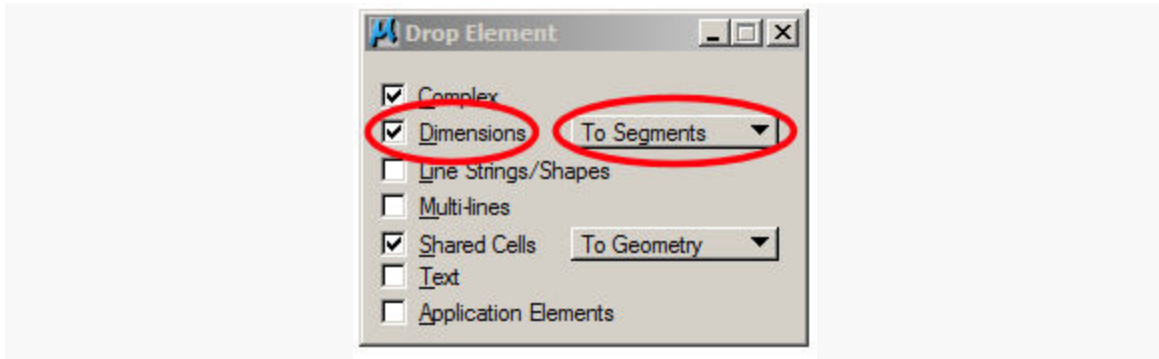 Drop Element
Complex
Dimensions To Segments
Line Strings/Shapes
Multi-lines
Shared Cells To Geometry
Text
Application Elements